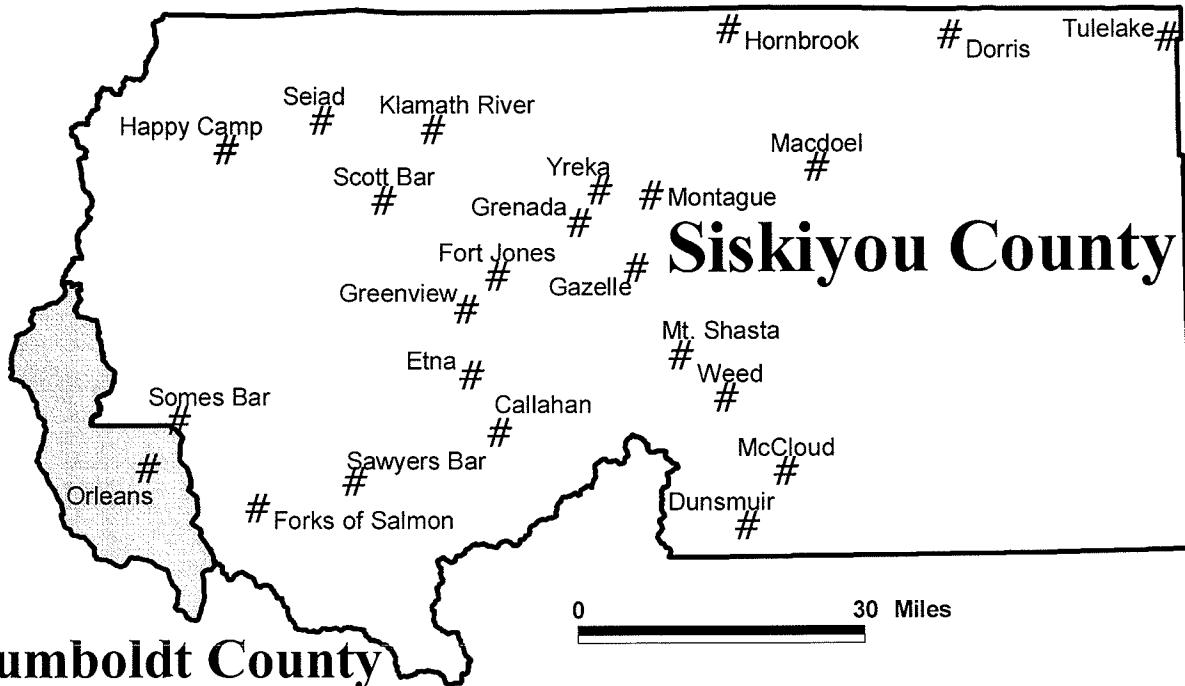 Hornbrook
Dorris
Tulelake
Seiad
Klamath River
Happy Camp
Macdoel
Yreka
Scott Bar
Montague
Grenada
Siskiyou County
Fort Jones
Gazelle
Greenview
Mt. Shasta
Etna
Weed
Somes Bar
Callahan
McCloud
Sawyers Bar
Orleans
Dunsmuir
Forks of Salmon
0 30 Miles
umboldt County